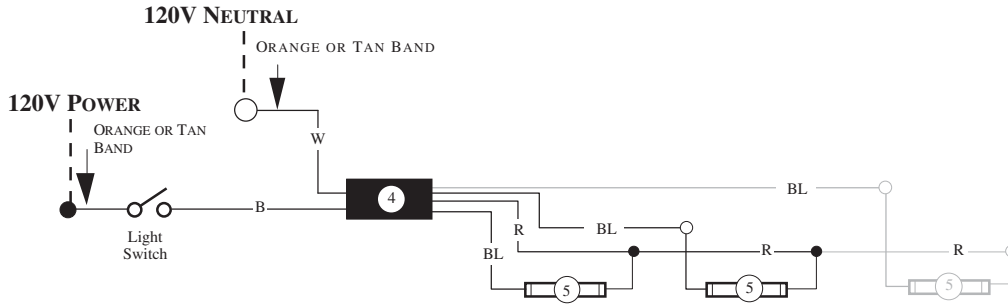 120V NEUTRAL
ORANGE OR TAN BAND
120V POWER
ORANGE OR TAN
BAND
W
4
BL
B
R
BL
R
R
BL
Light
Switch
5
5
5